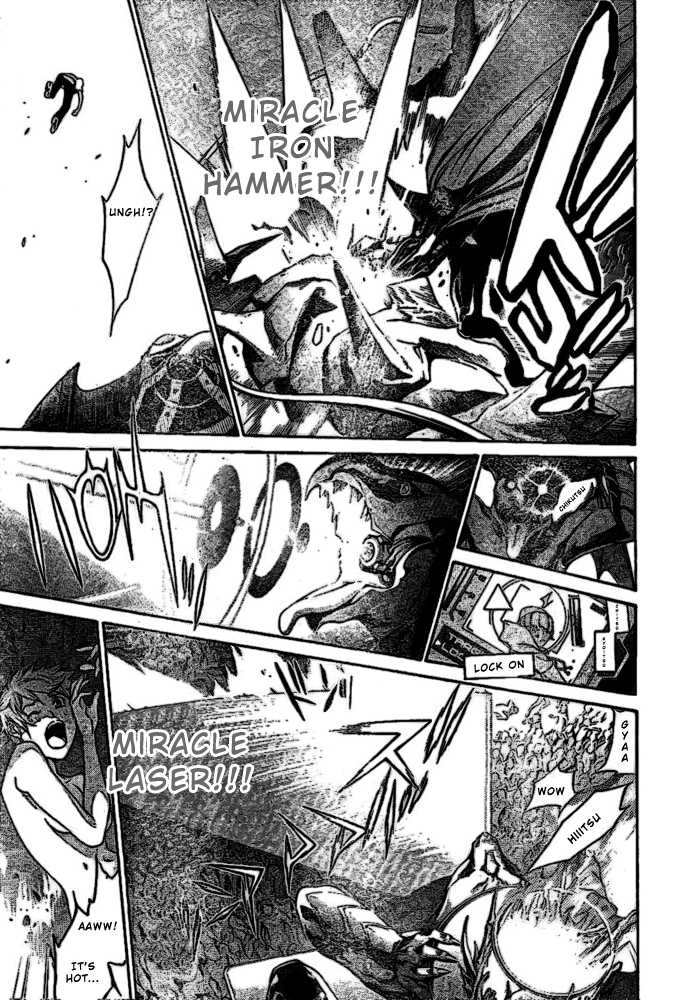 MIRACLE
IRON
HAMMER!!!
UNGH!?
CHIKUTSU
LOCK ON
GYAA
WOW
HIIITSU
MIRACLE
LASER!!!
AAWW!
IT'S
HOT...